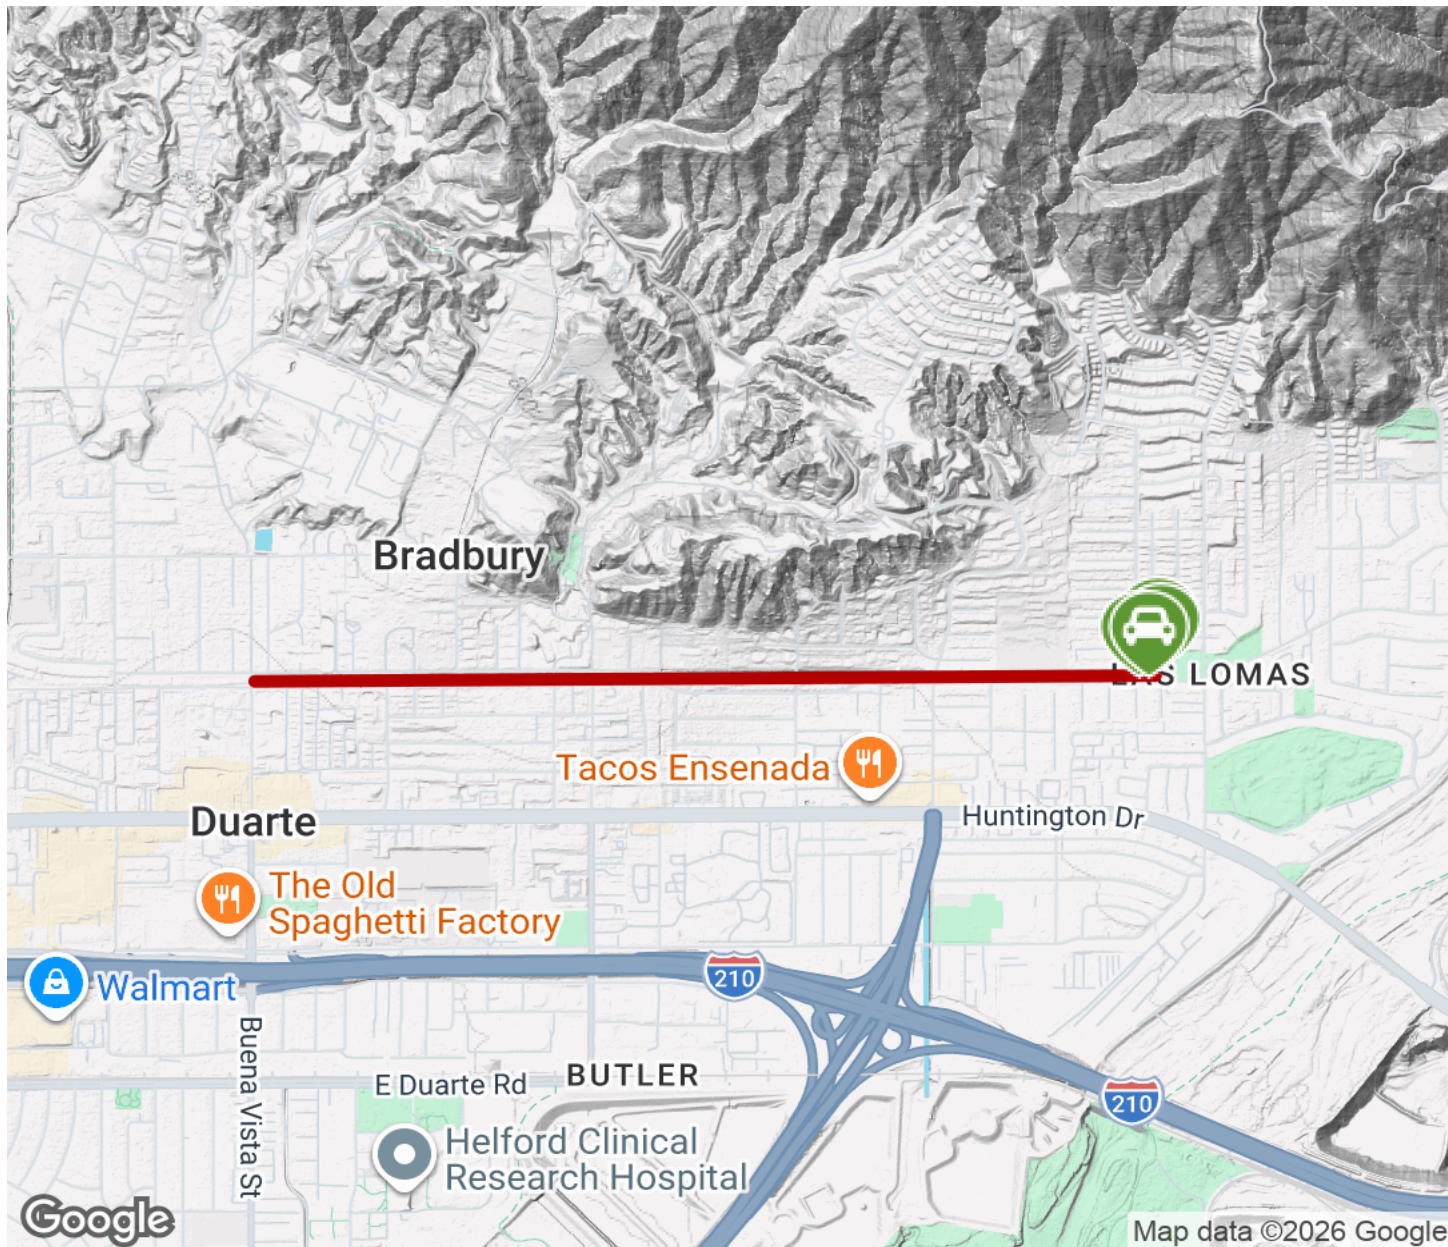 Bradbury
LAS LOMAS
Tacos Ensenada
Huntington Dr
Duarte
The Old
Spaghetti Factory
210
Walmart
Buena Vista St
E Duarte Rd
BUTLER
210
Helford Clinical
Research Hospital
Google
Map data ©2026 Google